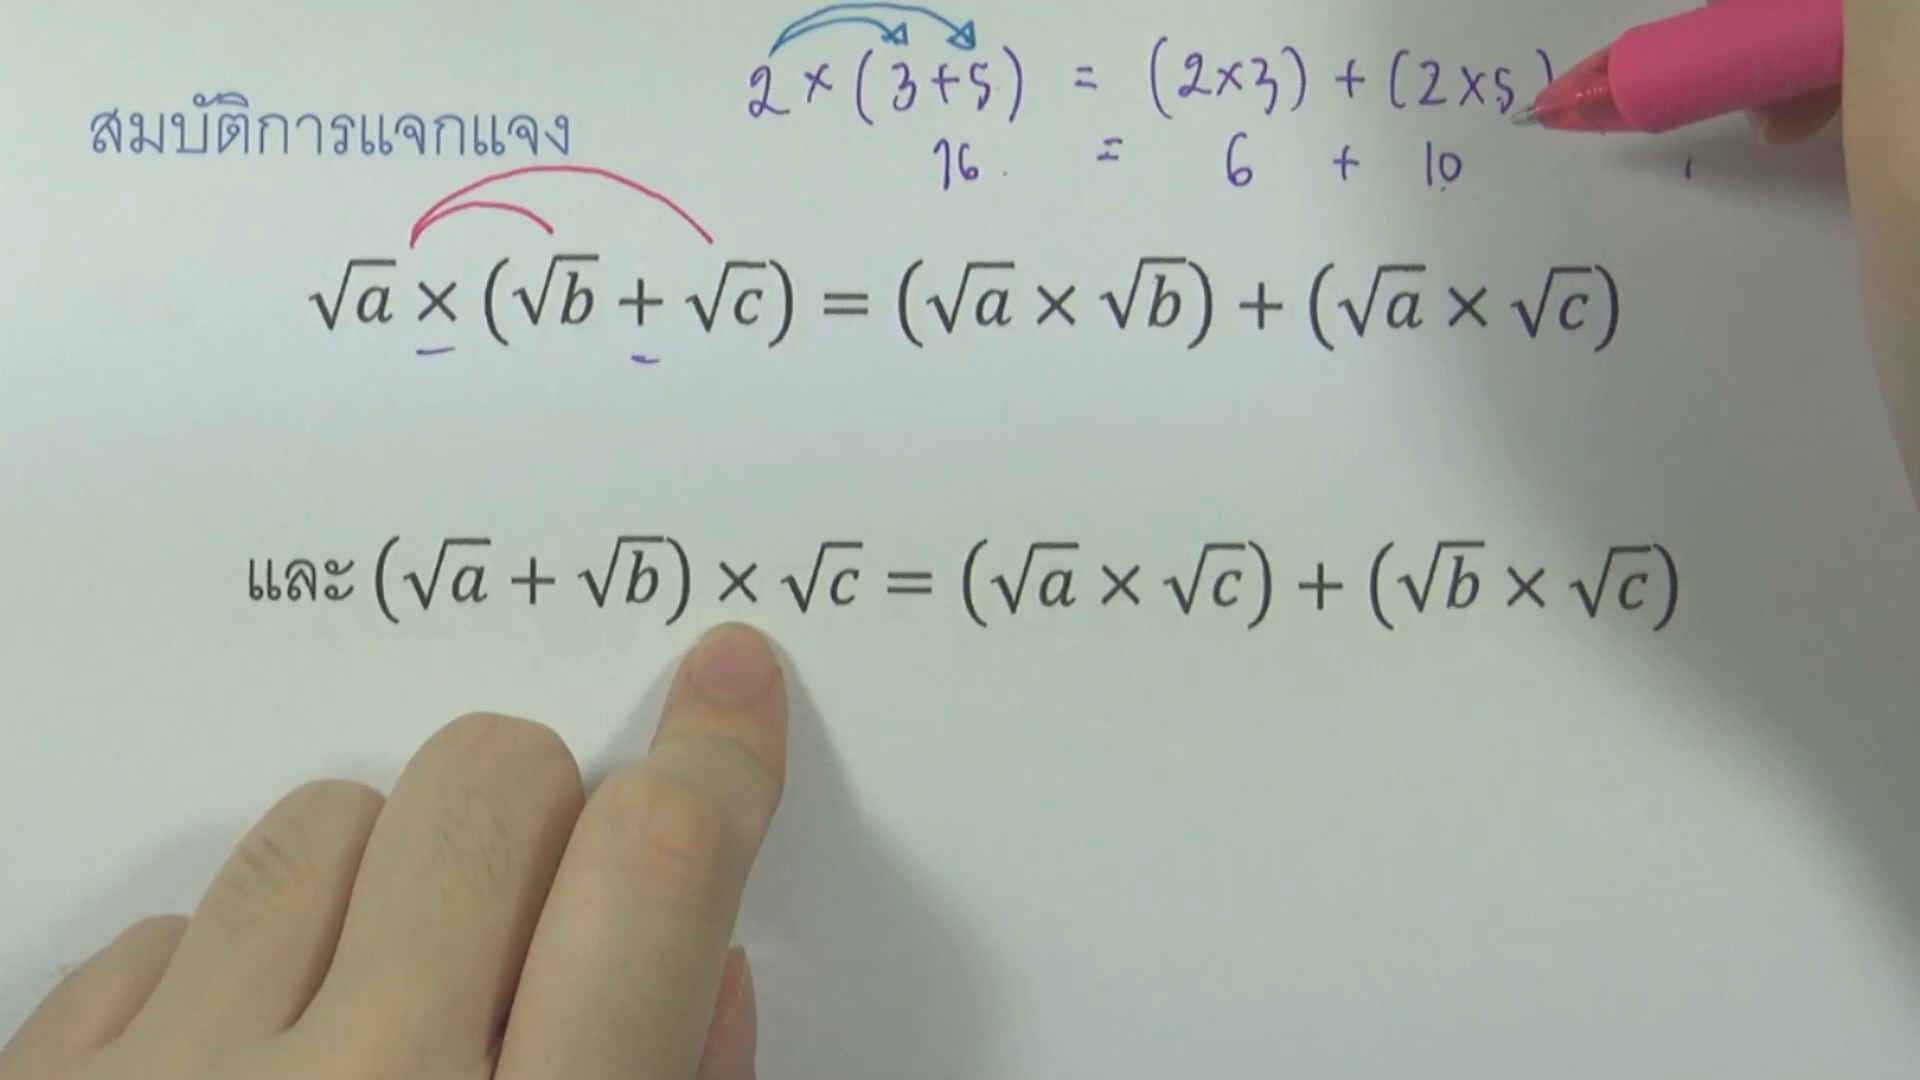 2 × (3+5) = (2×3) + (2×5)
สมบัติการแจกแจง
16 = 6 + 10
√a × (√b + √c) = (√a × √b) + (√a × √c)
และ (√a + √b) × √c = (√a × √c) + (√b × √c)